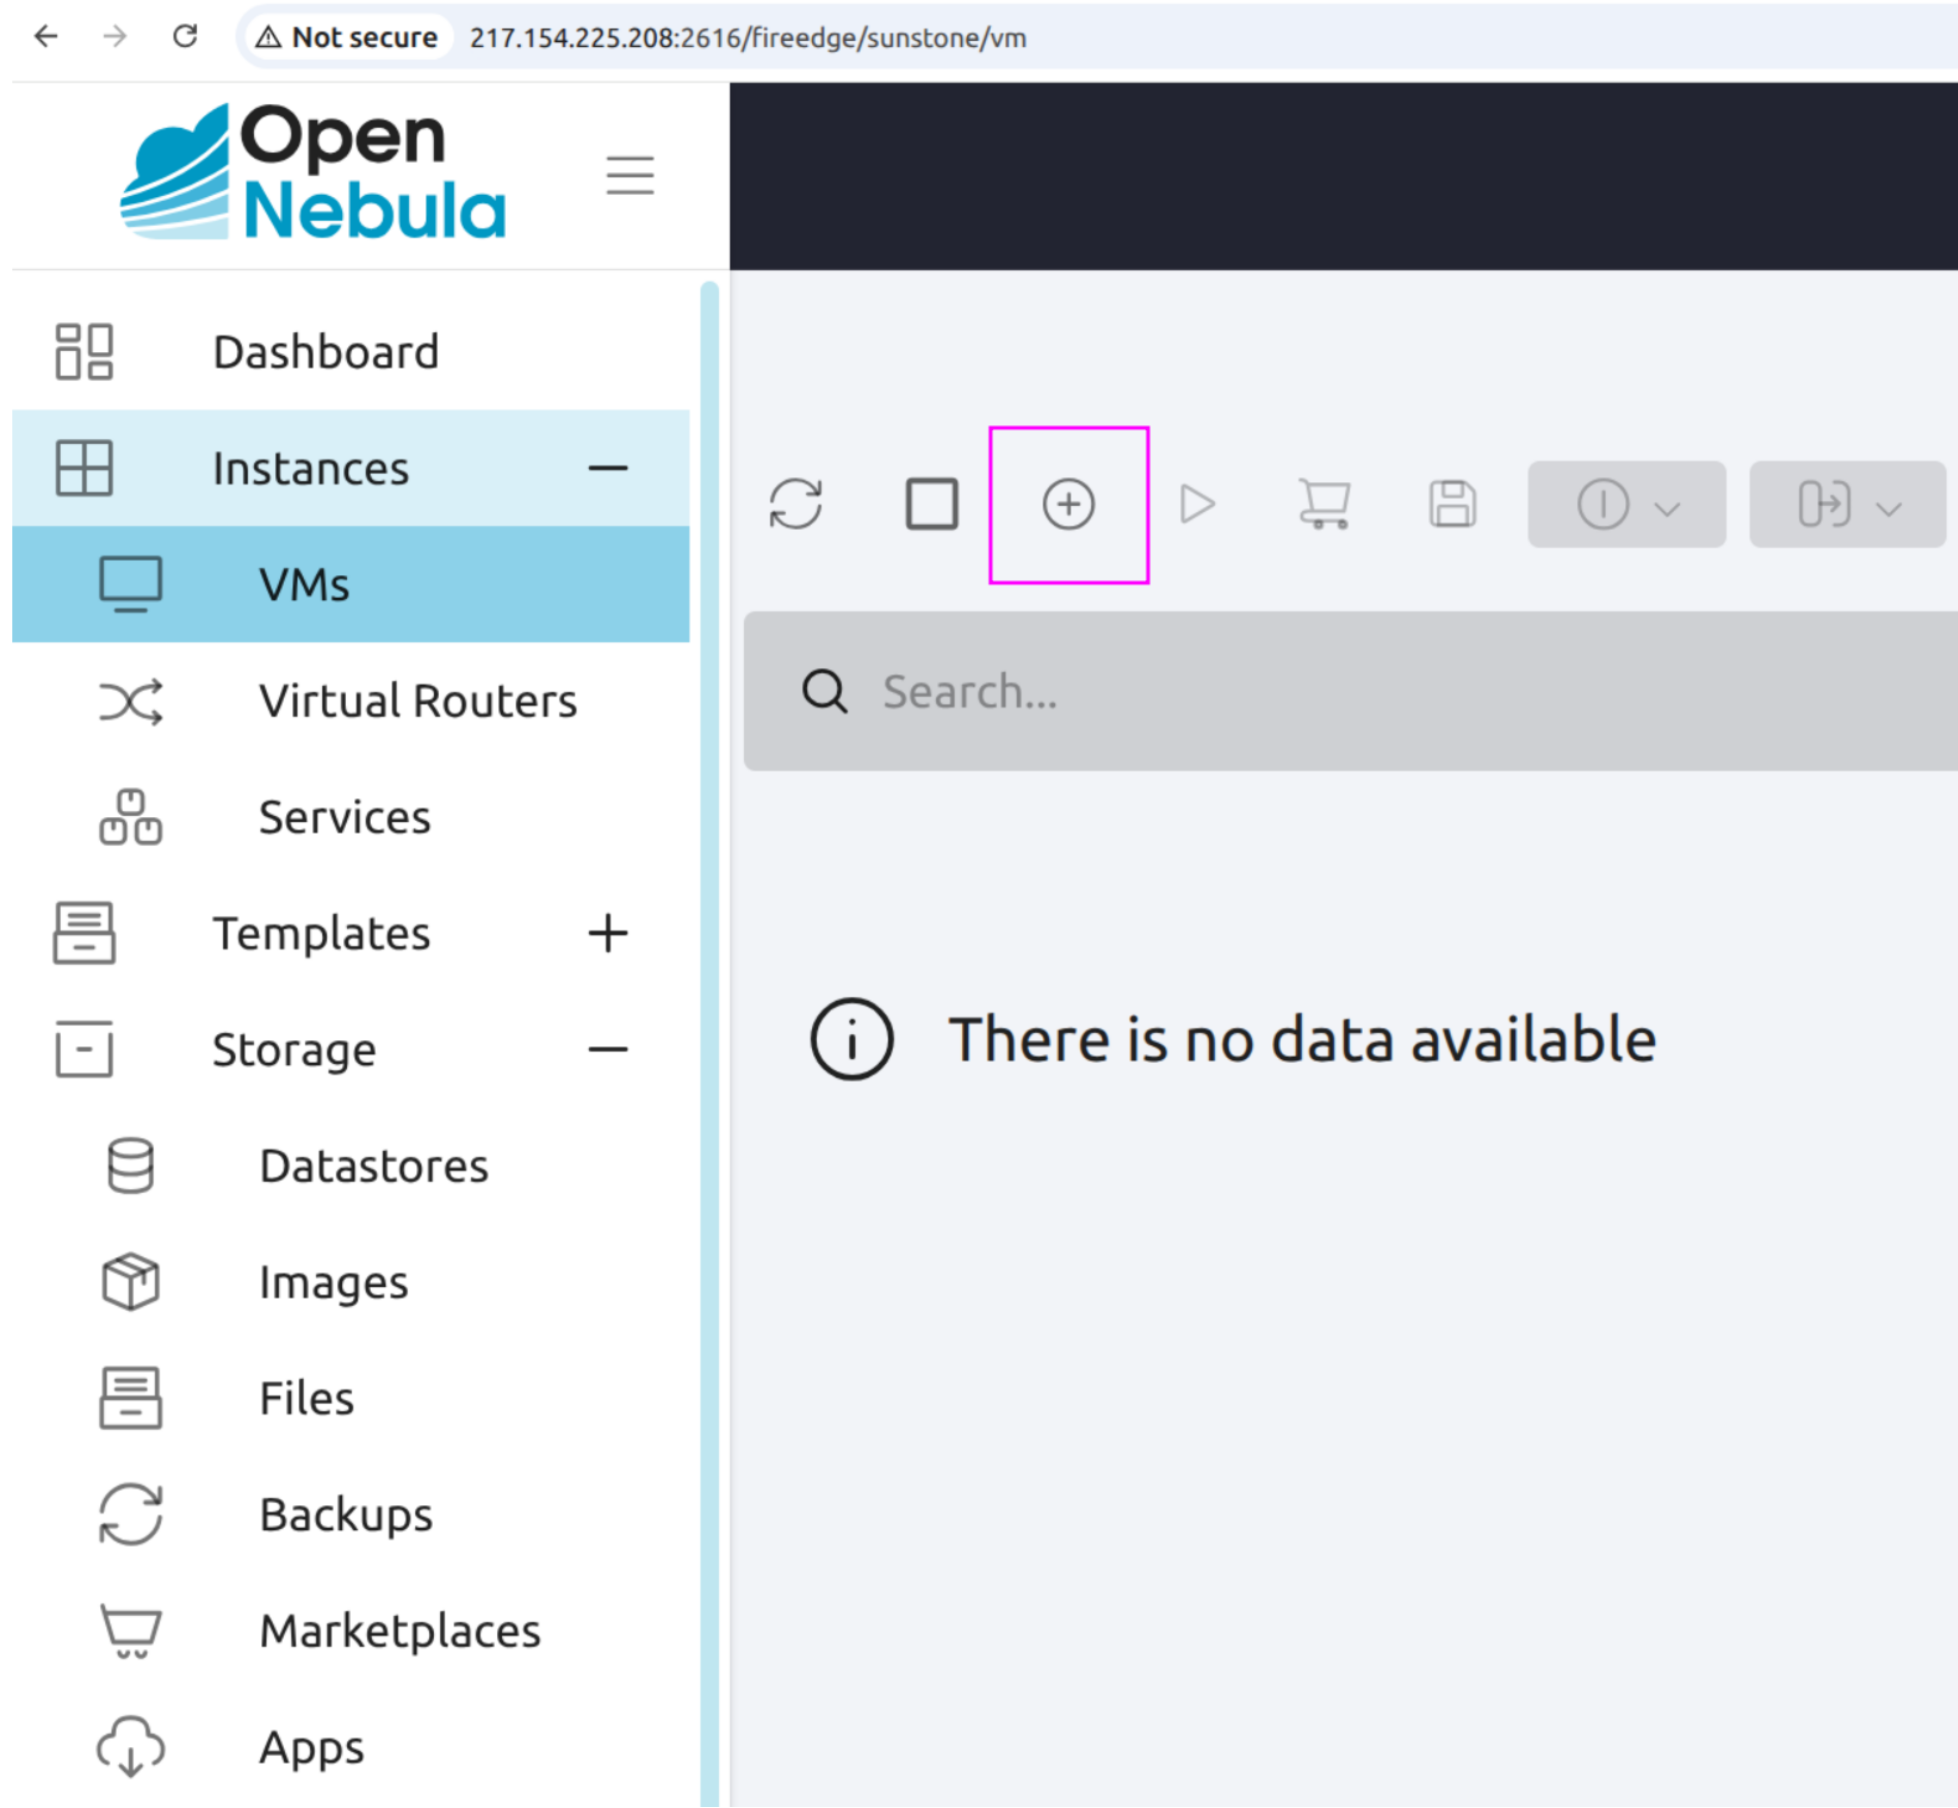 Not secure 217.154.225.208:2616/fireedge/sunstone/vm
Open
Nebula
Dashboard
Instances
VMs
Virtual Routers
Services
Templates
Storage
Datastores
Images
Files
Backups
Marketplaces
Apps
Search...
There is no data available